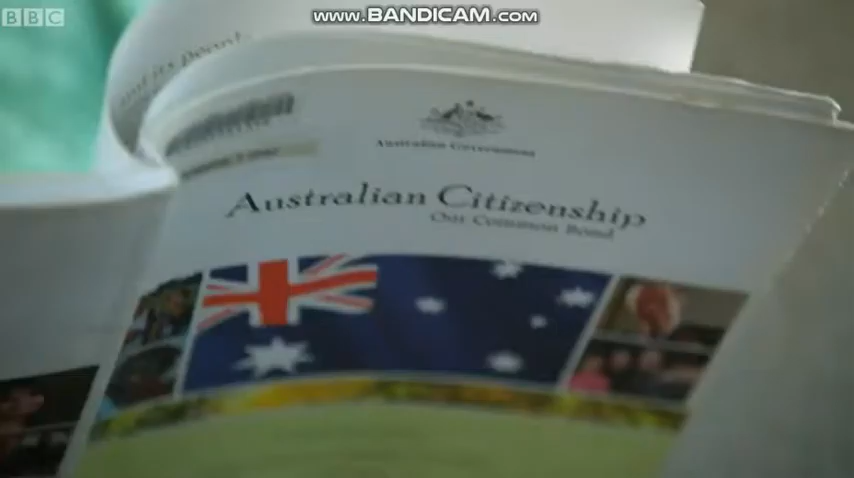 BBC
www.BANDICAM.com
Australian Government
Australian Citizenship
Our Common Bond